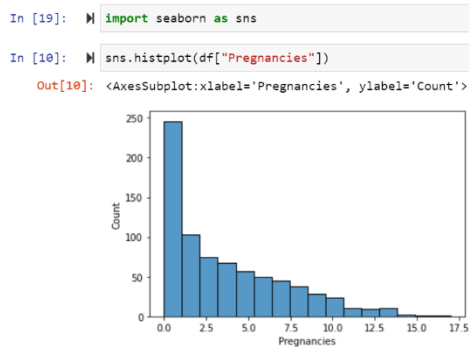 In [19]: import seaborn as sns
In [10]: sns.histplot(df["Pregnancies"])
Out[10]: <AxesSubplot:xlabel='Pregnancies', ylabel='Count'>
250
200
150
100
50
0
Count
0.0 2.5 5.0 7.5 10.0 12.5 15.0 17.5
Pregnancies